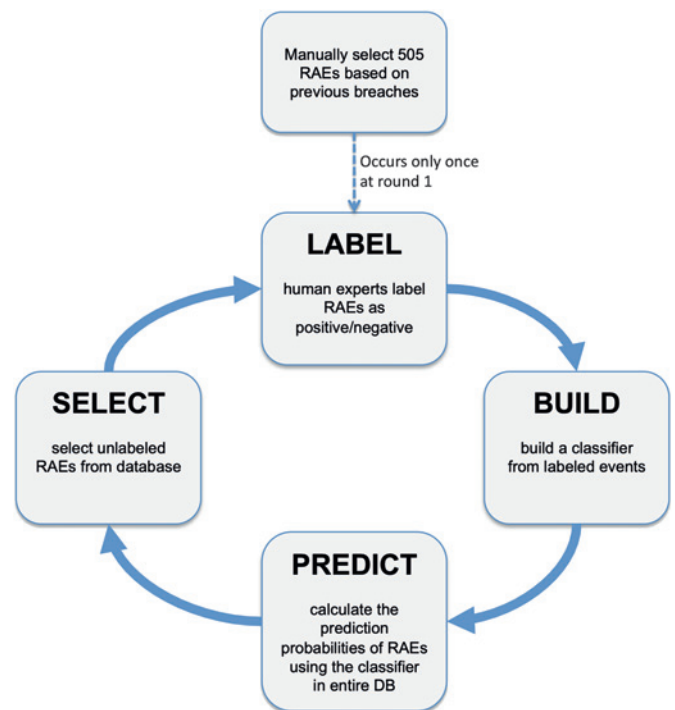 Manually select 505
RAEs based on
previous breaches
Occurs only once
at round 1
LABEL
human experts label
RAEs as
positive/negative
SELECT
select unlabeled
RAEs from database
BUILD
build a classifier
from labeled events
PREDICT
calculate the
prediction
probabilities of RAEs
using the classifier
in entire DB